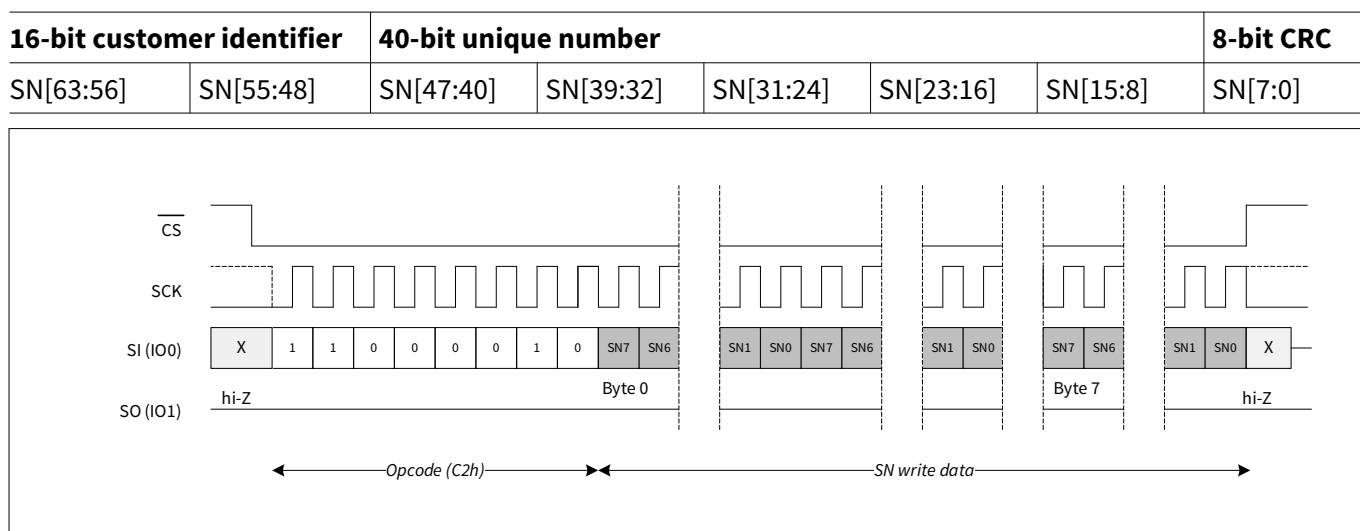 16-bit customer identifier 40-bit unique number 8-bit CRC
SN[63:56] SN[55:48] SN[47:40] SN[39:32] SN[31:24] SN[23:16] SN[15:8] SN[7:0]
CS
SCK
SI (IO0) X 1 1 0 0 0 0 1 0 SN7 SN6 SN1 SN0 SN7 SN6 SN1 SN0 SN7 SN6 SN1 SN0 X
Byte 0 Byte 7
hi-Z hi-Z
SO (IO1)
Opcode (C2h) SN write data